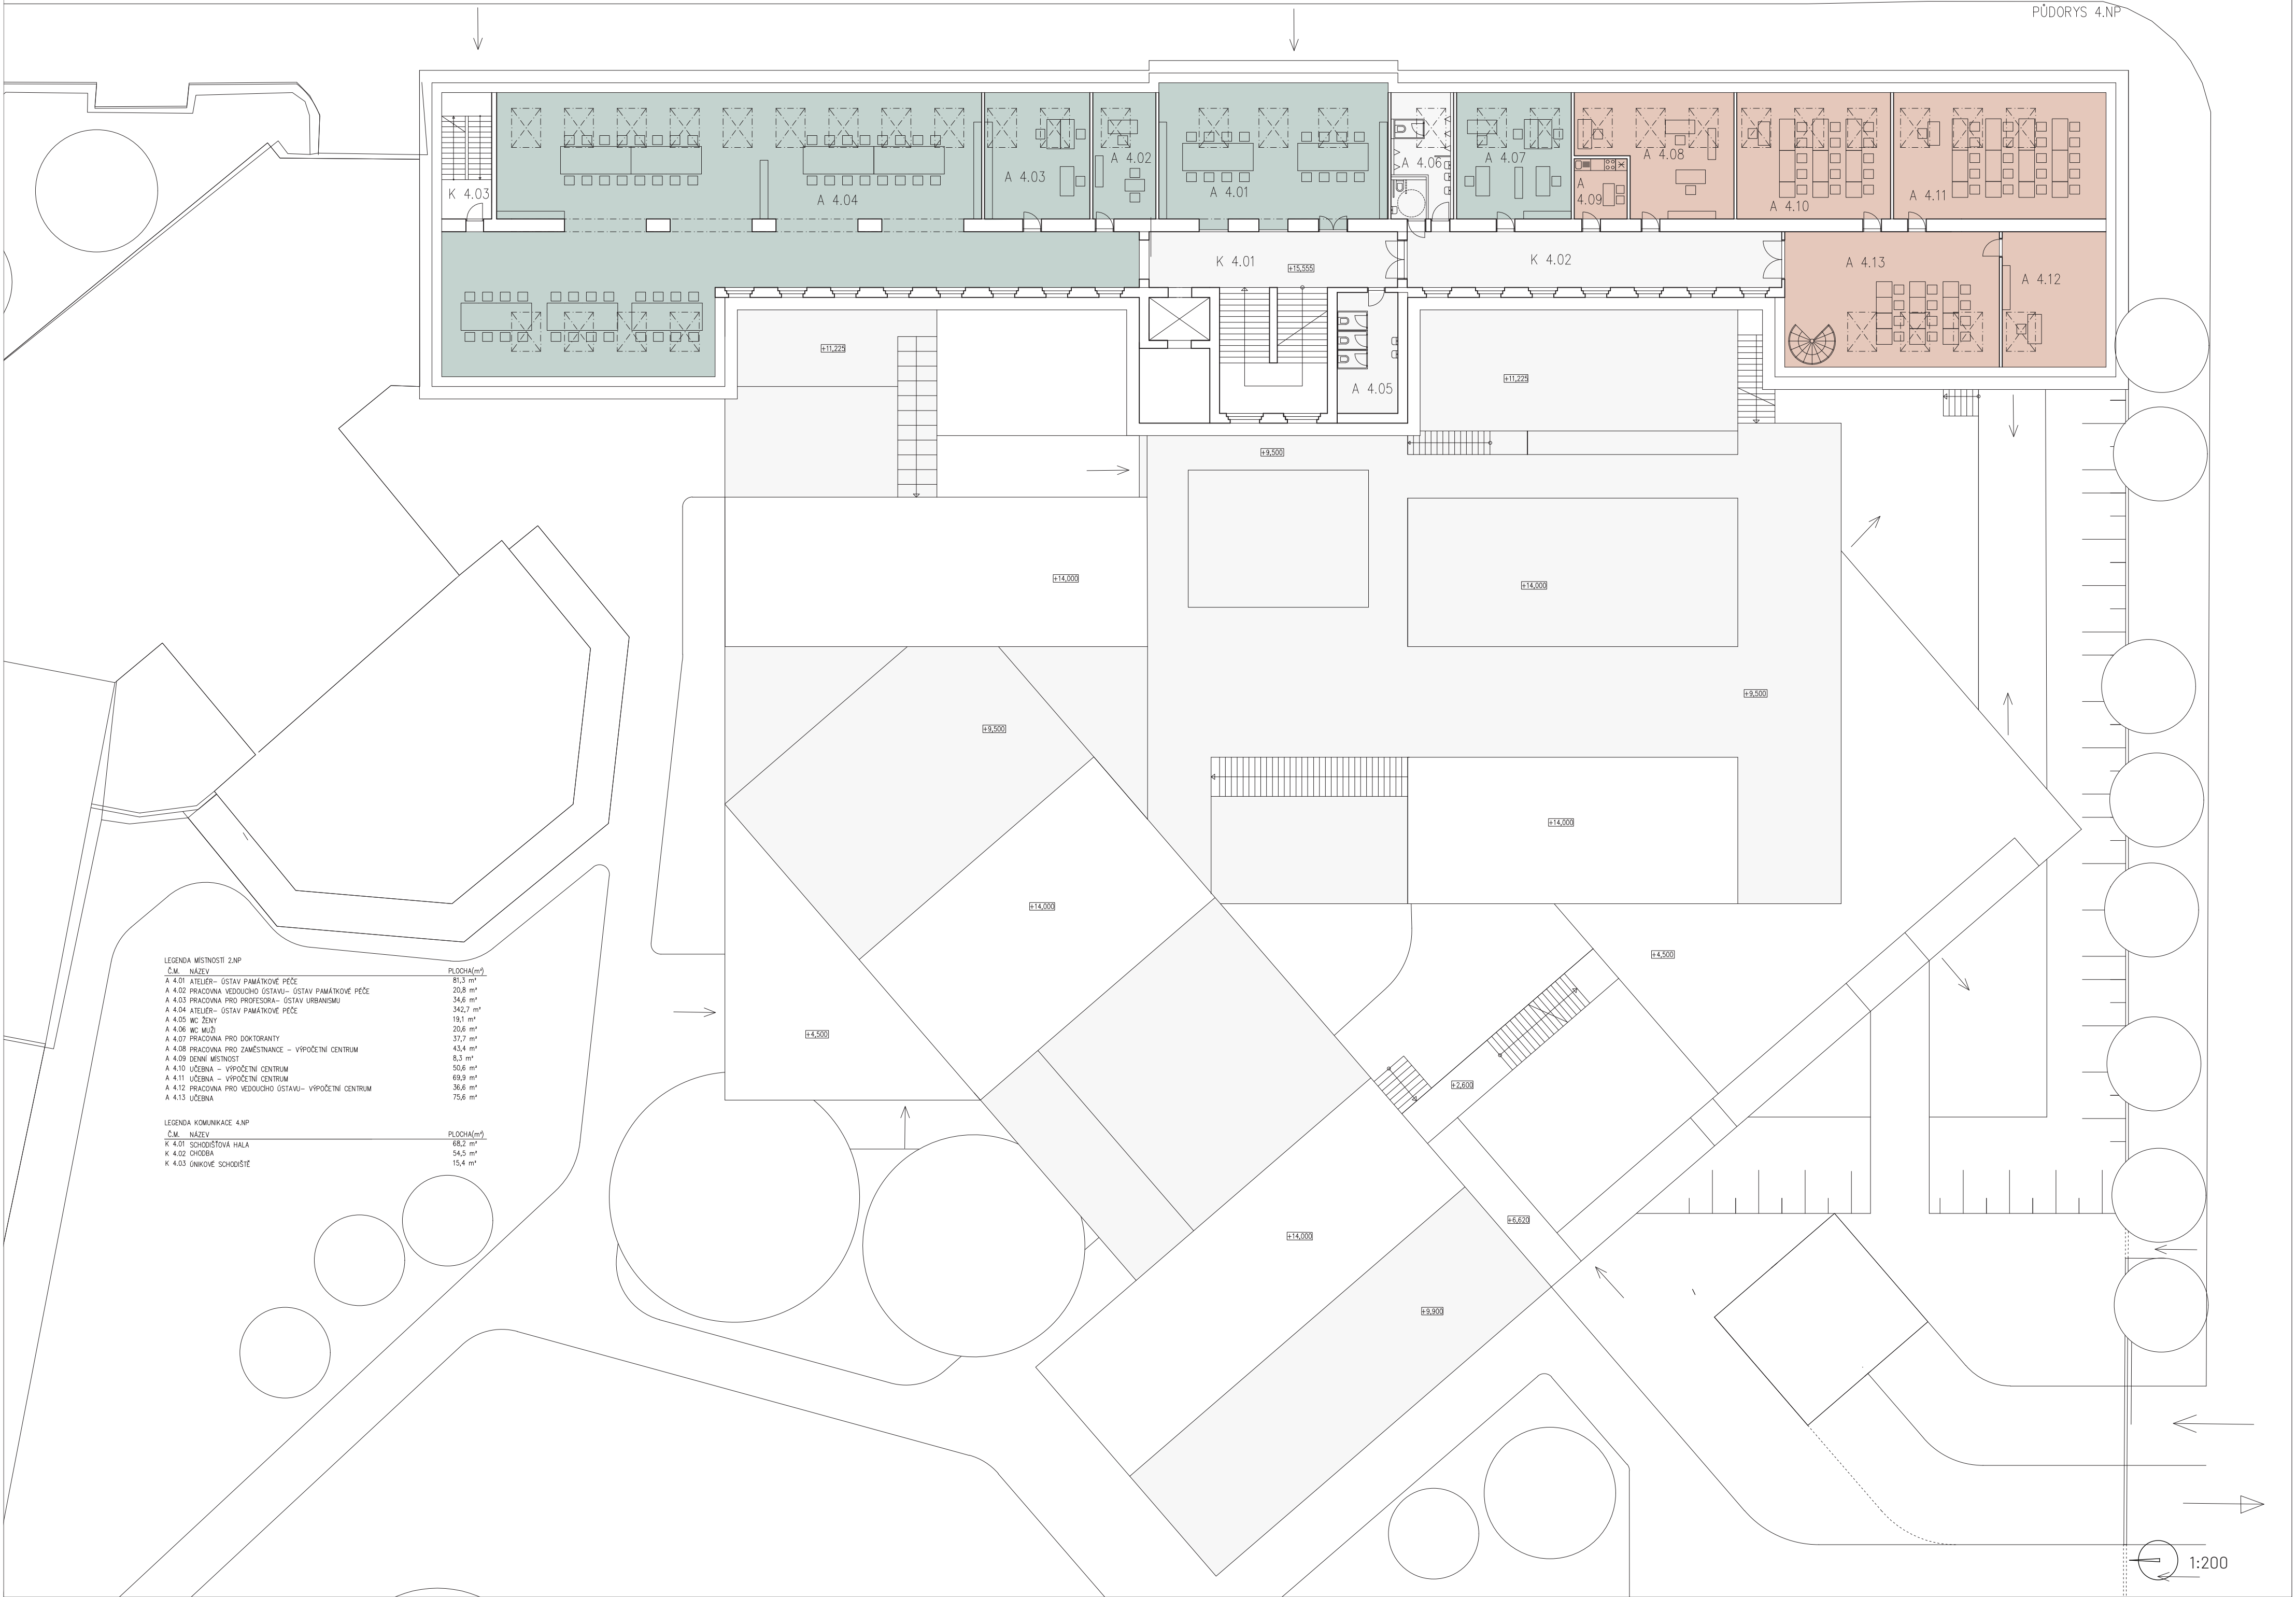 PŮDORYS 4.NP
K 4.03
A 4.04
A 4.03
A 4.02
A 4.01
A 4.06
A 4.07
A
4.09
A 4.08
A 4.10
A 4.11
K 4.01
+15,555
K 4.02
A 4.13
A 4.12
A 4.05
+11,225
+11,225
+9,500
+14,000
+14,000
+9,500
+9,500
+14,000
+14,000
+4,500
+4,500
+2,600
+6,620
+14,000
+9,900
LEGENDA MÍSTNOSTÍ 2.NP
Č.M. NÁZEV PLOCHA(m²)
A 4.01 ATELIÉR– ÚSTAV PAMÁTKOVÉ PÉČE 81,3 m²
A 4.02 PRACOVNA VEDOUCÍHO ÚSTAVU– ÚSTAV PAMÁTKOVÉ PÉČE 20,8 m²
A 4.03 PRACOVNA PRO PROFESORA– ÚSTAV URBANISMU 34,6 m²
A 4.04 ATELIÉR– ÚSTAV PAMÁTKOVÉ PÉČE 342,7 m²
A 4.05 WC ŽENY 19,1 m²
A 4.06 WC MUŽI 20,6 m²
A 4.07 PRACOVNA PRO DOKTORANTY 37,7 m²
A 4.08 PRACOVNA PRO ZAMĚSTNANCE – VÝPOČETNÍ CENTRUM 43,4 m²
A 4.09 DENNÍ MÍSTNOST 8,3 m²
A 4.10 UČEBNA – VÝPOČETNÍ CENTRUM 50,6 m²
A 4.11 UČEBNA – VÝPOČETNÍ CENTRUM 69,9 m²
A 4.12 PRACOVNA PRO VEDOUCÍHO ÚSTAVU– VÝPOČETNÍ CENTRUM 36,6 m²
A 4.13 UČEBNA 75,6 m²
LEGENDA KOMUNIKACE 4.NP
Č.M. NÁZEV PLOCHA(m²)
K 4.01 SCHODIŠŤOVÁ HALA 68,2 m²
K 4.02 CHODBA 54,5 m²
K 4.03 ÚNIKOVÉ SCHODIŠTĚ 15,4 m²
1:200